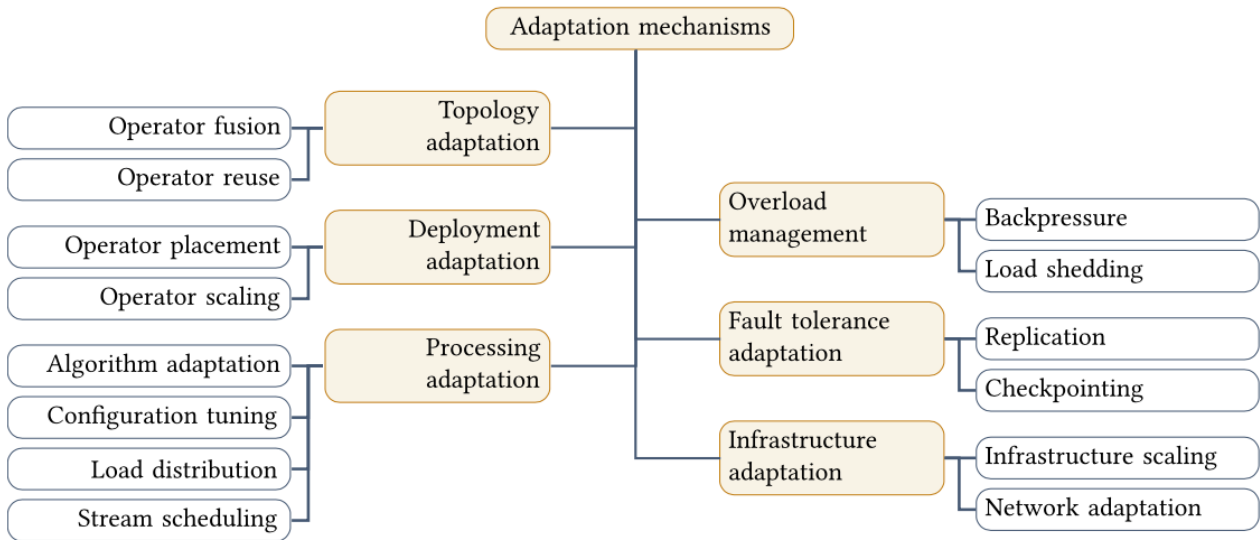 Adaptation mechanisms
Topology
adaptation
Operator fusion
Operator reuse
Deployment
adaptation
Operator placement
Operator scaling
Processing
adaptation
Algorithm adaptation
Configuration tuning
Load distribution
Stream scheduling
Overload
management
Backpressure
Load shedding
Fault tolerance
adaptation
Replication
Checkpointing
Infrastructure
adaptation
Infrastructure scaling
Network adaptation